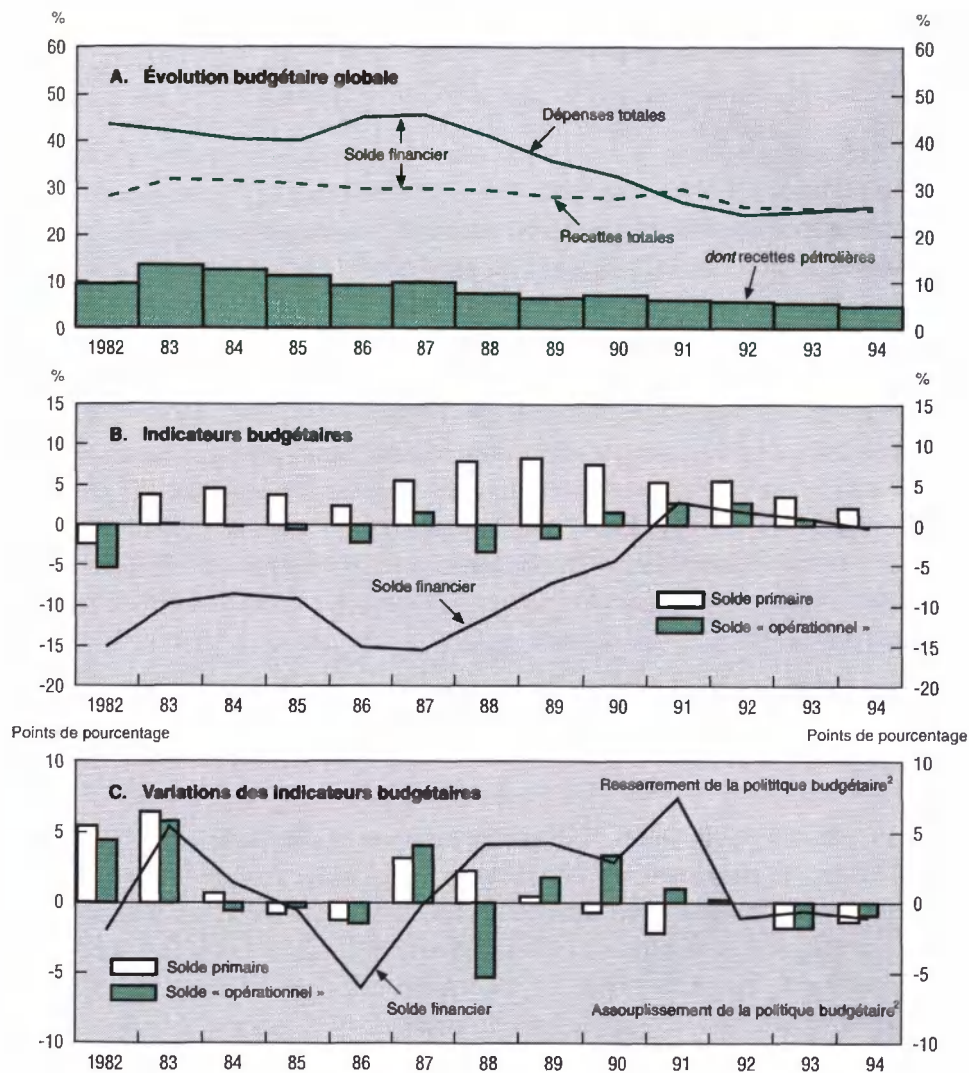 % %
60 60
A. Évolution budgétaire globale
50 50
Dépenses totales
40 40
Solde financier
30 30
Recettes totales
20 20
dont recettes pétrolières
10 10
0 0
1982 83 84 85 86 87 88 89 90 91 92 93 94
% %
15 15
B. Indicateurs budgétaires
10 10
5 5
0 0
-5 -5
Solde financier
Solde primaire
-10 -10
Solde « opérationnel »
-15 -15
-20 -20
1982 83 84 85 86 87 88 89 90 91 92 93 94
Points de pourcentage Points de pourcentage
10 10
C. Variations des indicateurs budgétaires
Resserrement de la polititque budgétaire²
5 5
0 0
Solde primaire
-5 -5
Solde « opérationnel »
Solde financier
Assouplissement de la politique budgétaire²
-10 -10
1982 83 84 85 86 87 88 89 90 91 92 93 94